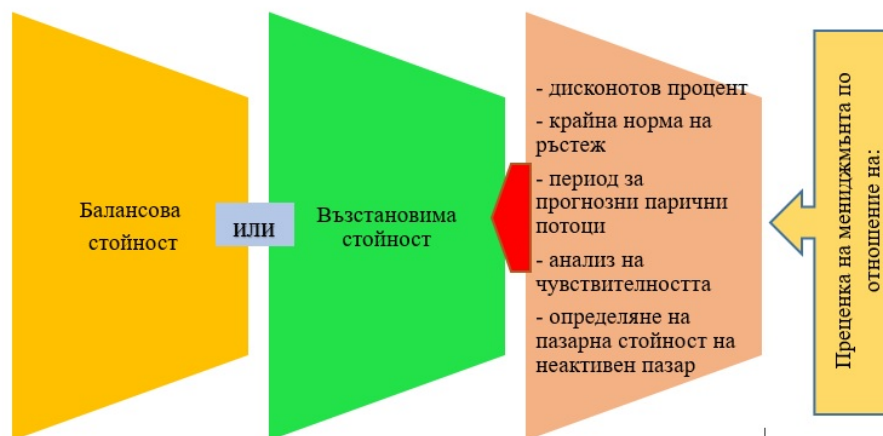 Балансова
стойност
или
Възстановима
стойност
- дисконотов процент
- крайна норма на
ръстеж
- период за
прогнозни парични
потоци
- анализ на
чувствителността
- определяне на
пазарна стойност на
неактивен пазар
Преценка на мениджмънта по
отношение на: